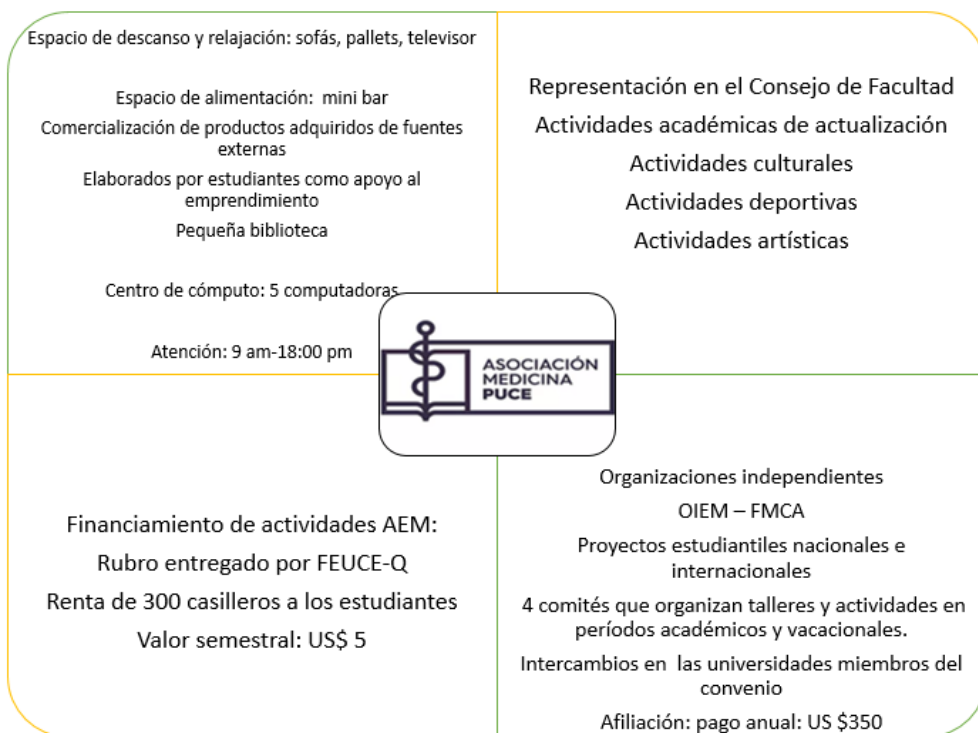 Espacio de descanso y relajación: sofás, pallets, televisor
Espacio de alimentación:  mini bar
Comercialización de productos adquiridos de fuentes
externas
Elaborados por estudiantes como apoyo al
emprendimiento
Pequeña biblioteca
Centro de cómputo: 5 computadoras
Atención: 9 am-18:00 pm
Representación en el Consejo de Facultad
Actividades académicas de actualización
Actividades culturales
Actividades deportivas
Actividades artísticas
ASOCIACIÓN
MEDICINA
PUCE
Financiamiento de actividades AEM:
Rubro entregado por FEUCE-Q
Renta de 300 casilleros a los estudiantes
Valor semestral: US$ 5
Organizaciones independientes
OIEM – FMCA
Proyectos estudiantiles nacionales e
internacionales
4 comités que organizan talleres y actividades en
períodos académicos y vacacionales.
Intercambios en  las universidades miembros del
convenio
Afiliación: pago anual: US $350